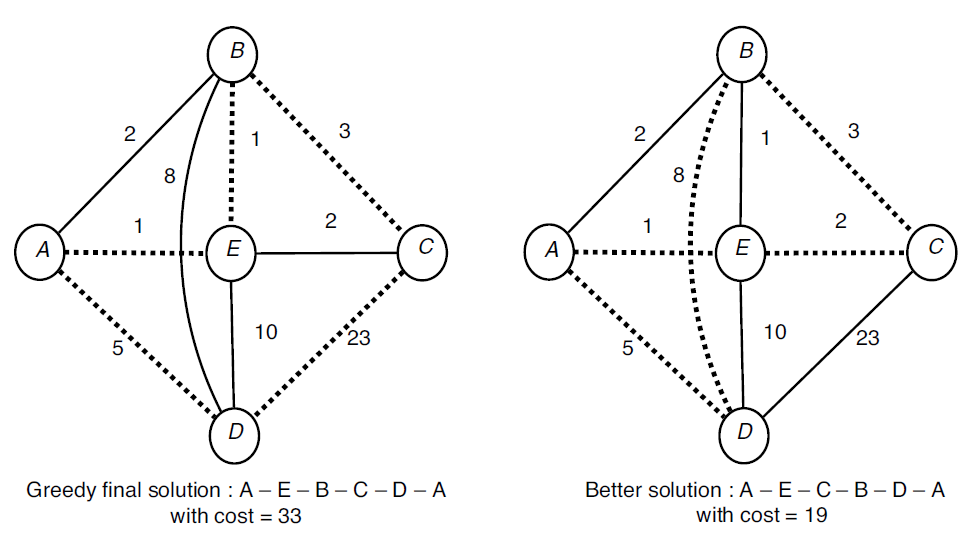 B
2
1
3
8
1
2
A
E
C
5
10
23
D
Greedy final solution : A – E – B – C – D – A
with cost = 33
B
2
1
3
8
1
2
A
E
C
5
10
23
D
Better solution : A – E – C – B – D – A
with cost = 19